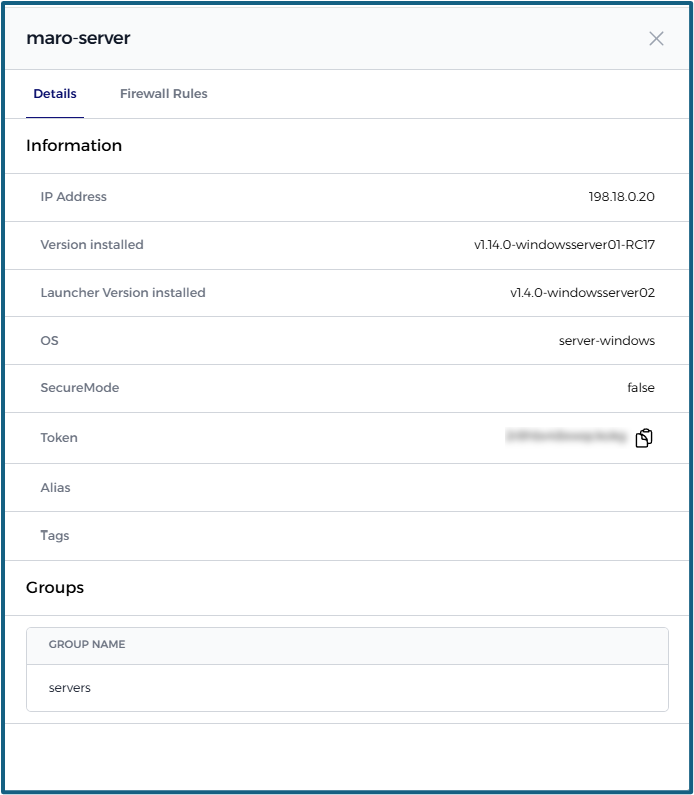 maro-server
Details Firewall Rules
Information
IP Address 198.18.0.20
Version installed v1.14.0-windowsserver01-RC17
Launcher Version installed v1.4.0-windowsserver02
OS server-windows
SecureMode false
Token
Alias
Tags
Groups
GROUP NAME
servers